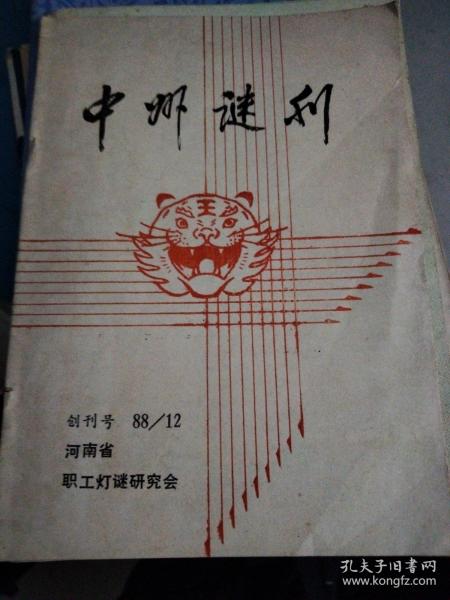 中州谜刊
王
创刊号 88/12
河南省
职工灯谜研究会
孔夫子旧书网
www.kongfz.com